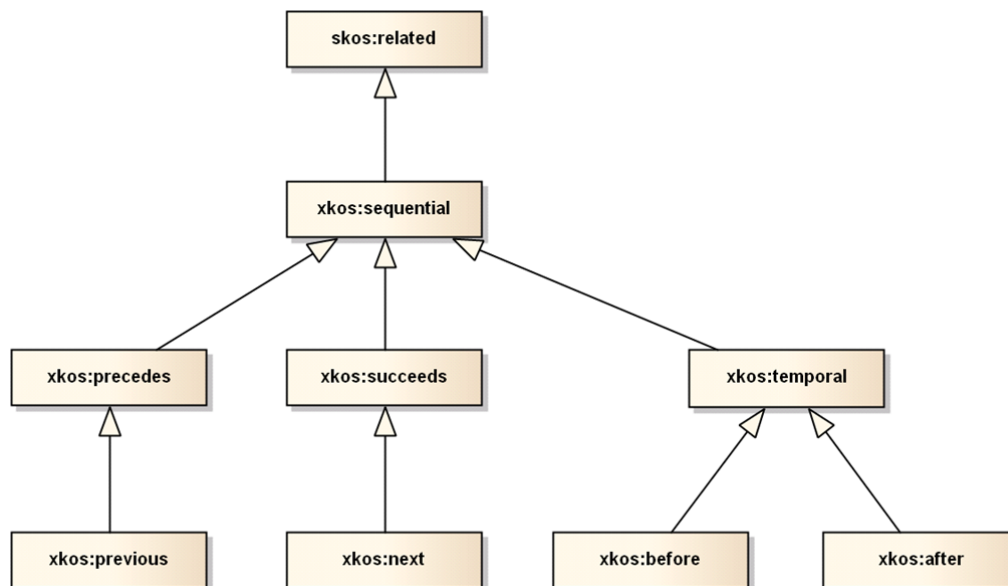 skos:related
xkos:sequential
xkos:precedes
xkos:succeeds
xkos:temporal
xkos:previous
xkos:next
xkos:before
xkos:after